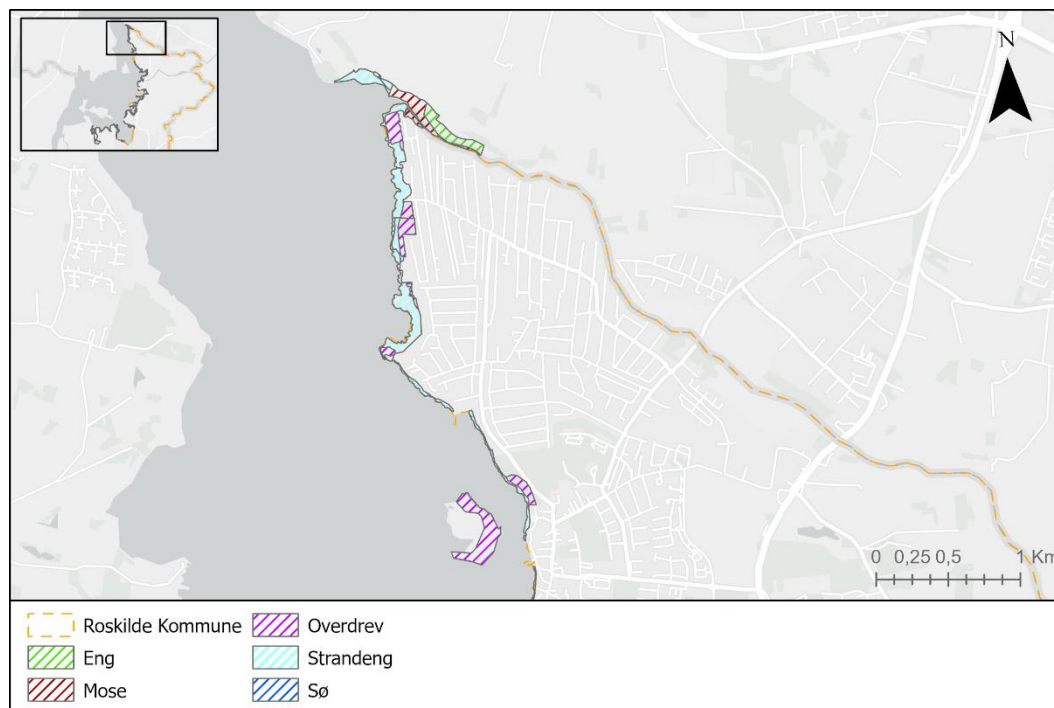 N
0 0,25 0,5 1 Km
Roskilde Kommune
Overdrev
Eng
Strandeng
Mose
Sø